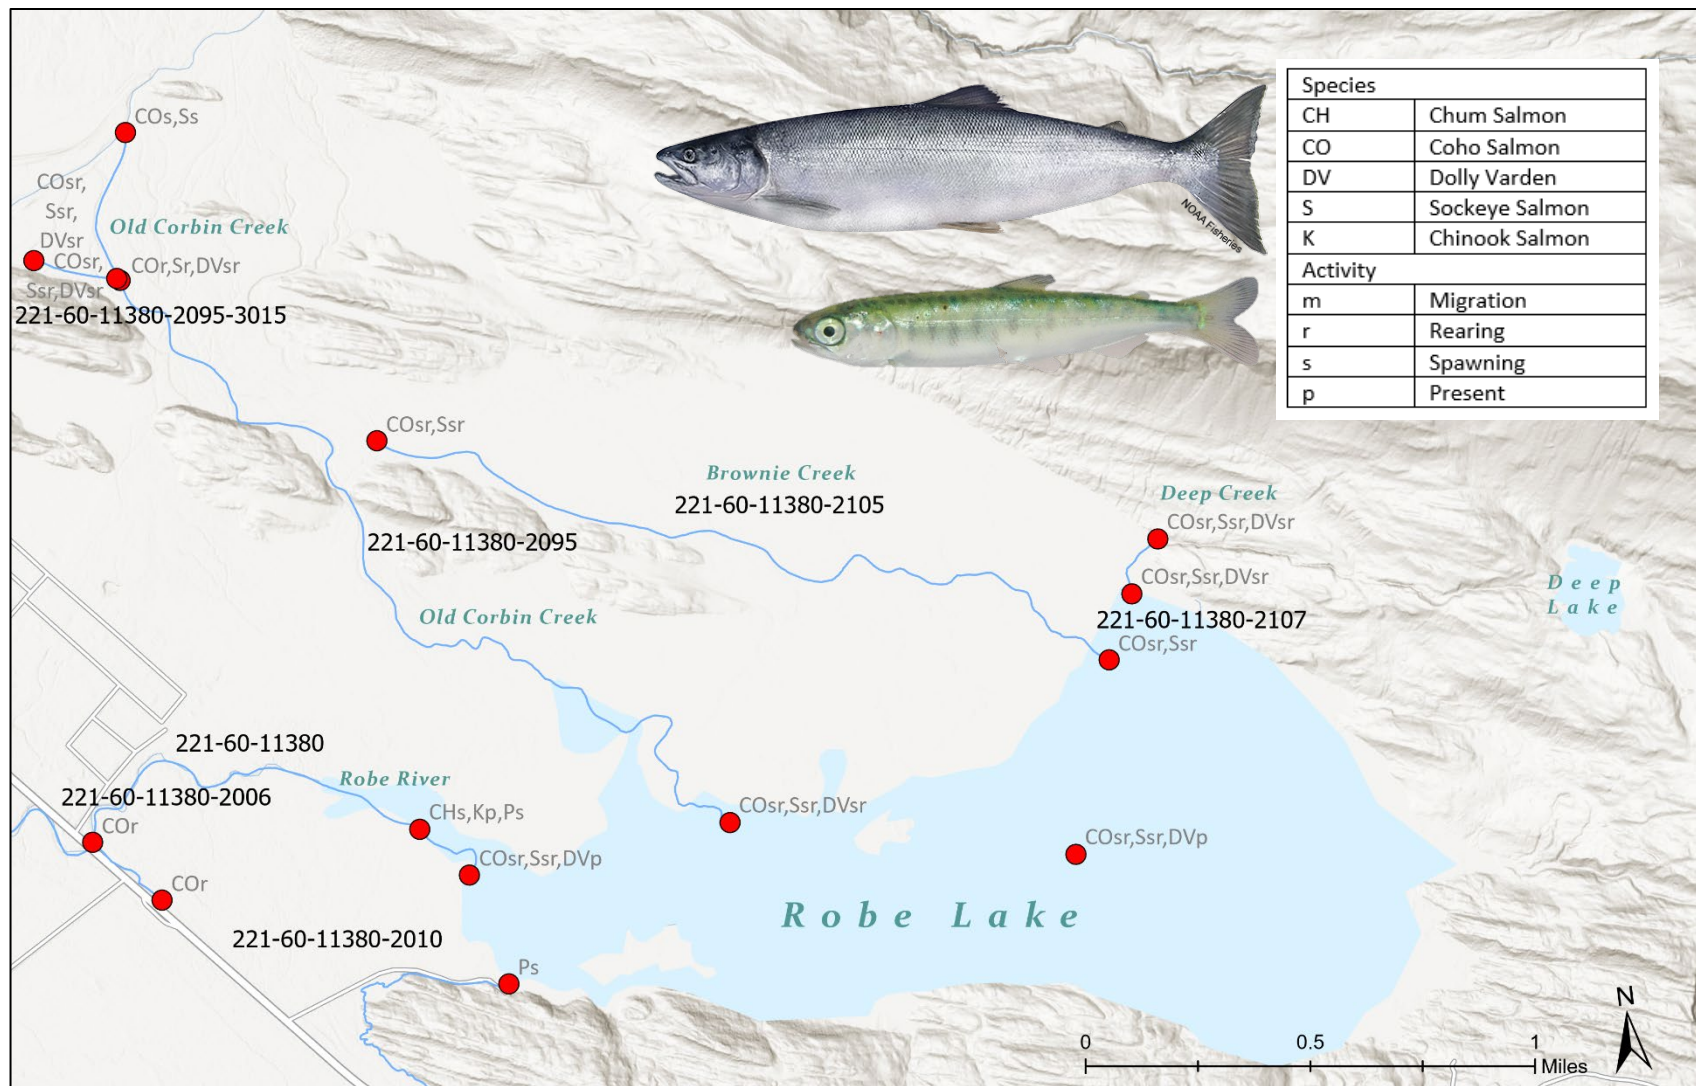 COs,Ss
COsr,
Ssr,
DVsr
COsr,
Ssr,DVsr
Old Corbin Creek
COr,Sr,DVsr
221-60-11380-2095-3015
NOAA Fisheries
Species
CH Chum Salmon
CO Coho Salmon
DV Dolly Varden
S Sockeye Salmon
K Chinook Salmon
Activity
m Migration
r Rearing
s Spawning
p Present
COsr,Ssr
Brownie Creek
221-60-11380-2105
Deep Creek
COsr,Ssr,DVsr
221-60-11380-2095
COsr,Ssr,DVsr
Deep
Lake
Old Corbin Creek
221-60-11380-2107
COsr,Ssr
221-60-11380
Robe River
221-60-11380-2006
COr
CHs,Kp,Ps
COsr,Ssr,DVsr
COsr,Ssr,DVp
COsr,Ssr,DVp
COr
Robe Lake
221-60-11380-2010
Ps
N
0 0.5 1
Miles